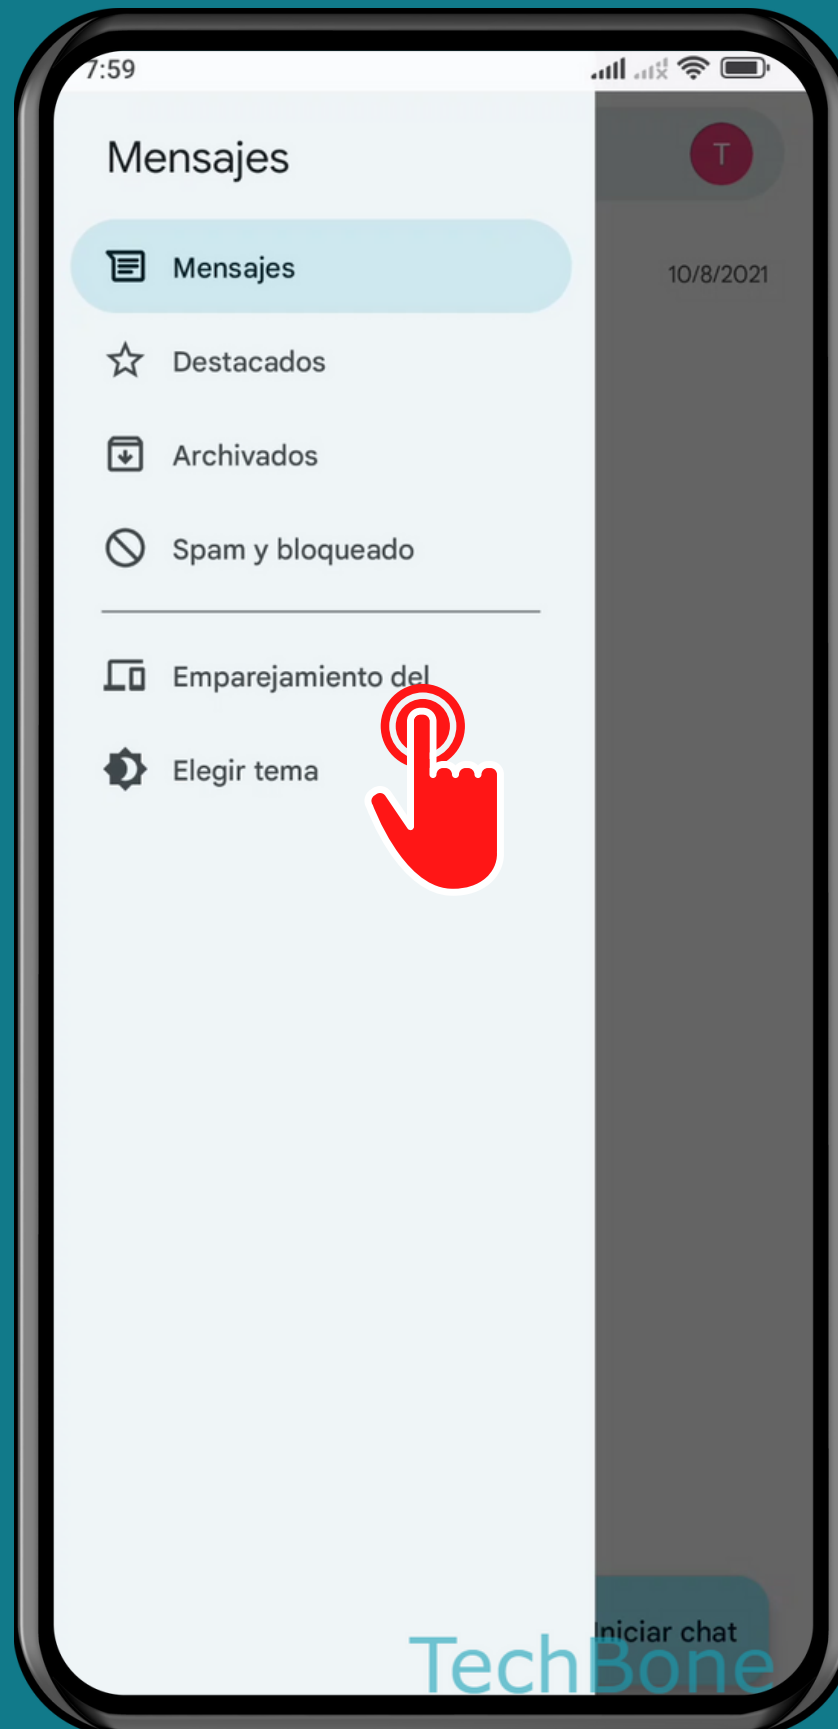 7:59
Mensajes
T
Mensajes
10/8/2021
Destacados
Archivados
Spam y bloqueado
Emparejamiento del
Elegir tema
Iniciar chat
TechBone